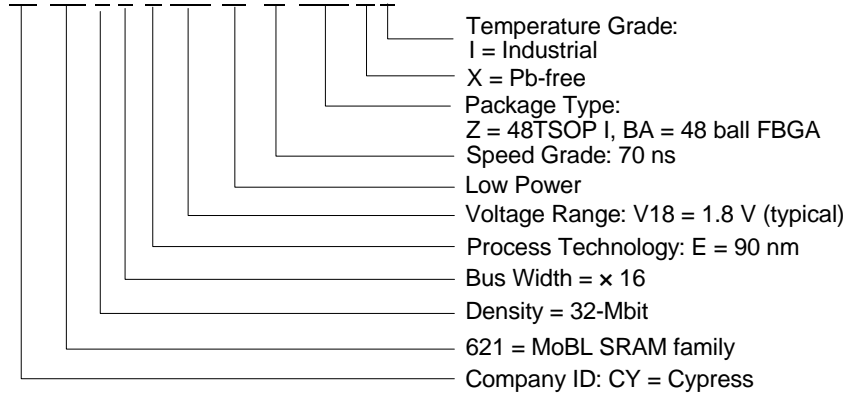 Temperature Grade:
I = Industrial
X = Pb-free
Package Type:
Z = 48TSOP I, BA = 48 ball FBGA
Speed Grade: 70 ns
Low Power
Voltage Range: V18 = 1.8 V (typical)
Process Technology: E = 90 nm
Bus Width = × 16
Density = 32-Mbit
621 = MoBL SRAM family
Company ID: CY = Cypress